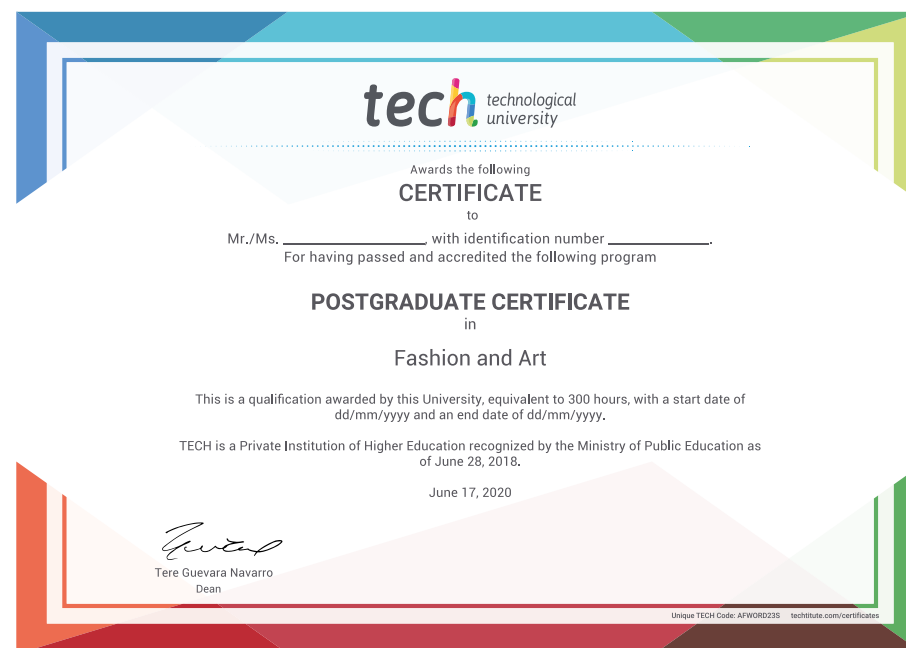 tech technological
university
Awards the following
CERTIFICATE
to
Mr./Ms. ____________________, with identification number ______________.
For having passed and accredited the following program
POSTGRADUATE CERTIFICATE
in
Fashion and Art
This is a qualification awarded by this University, equivalent to 300 hours, with a start date of
dd/mm/yyyy and an end date of dd/mm/yyyy.
TECH is a Private Institution of Higher Education recognized by the Ministry of Public Education as
of June 28, 2018.
June 17, 2020
Tere Guevara Navarro
Dean
Unique TECH Code: AFWORD23S techtitute.com/certificates